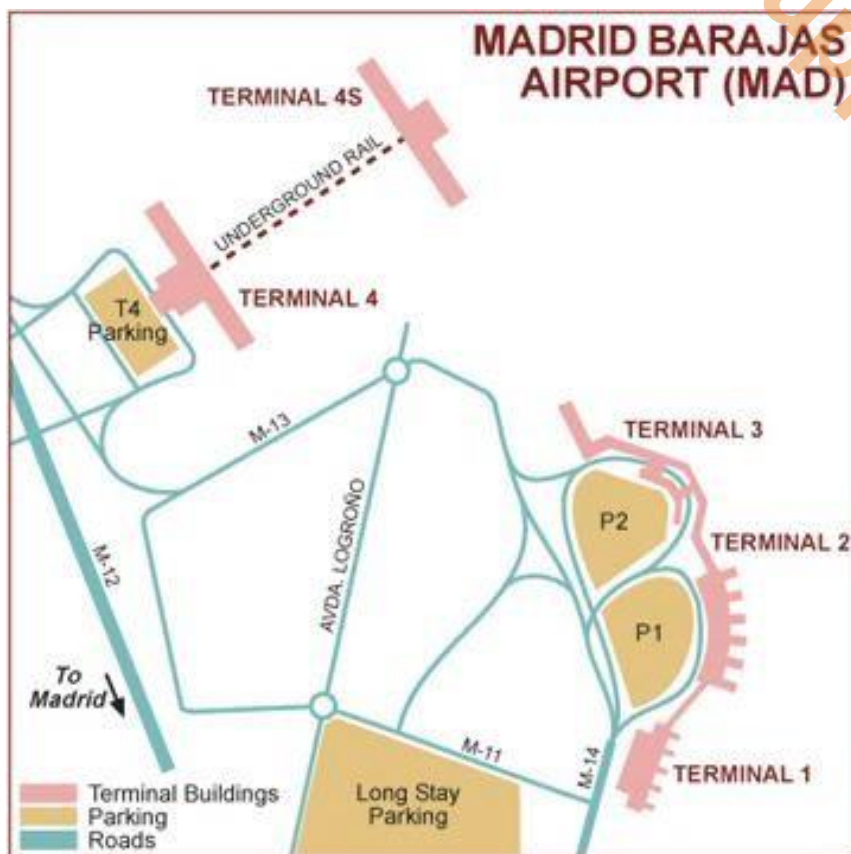 MADRID BARAJAS
AIRPORT (MAD)
TERMINAL 4S
UNDERGROUND RAIL
TERMINAL 4
T4
Parking
M-13
TERMINAL 3
P2
AVDA. LOGROÑO
TERMINAL 2
M-12
P1
To
Madrid
M-11
M-14
TERMINAL 1
Terminal Buildings
Parking
Roads
Long Stay
Parking